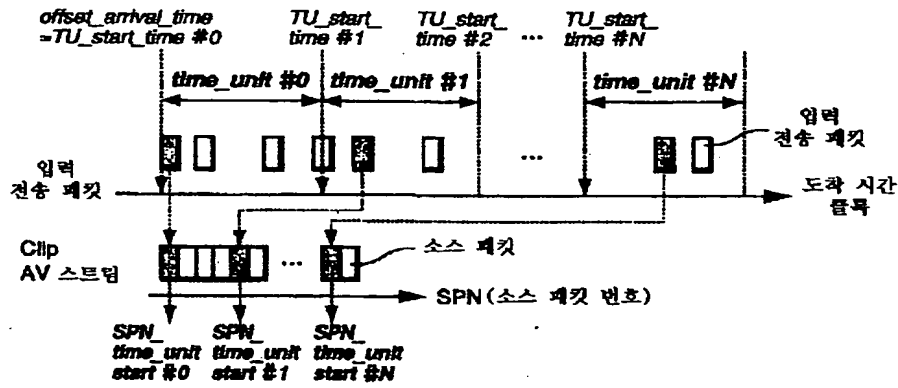 offset_arrival_time
=TU_start_time #0
TU_start_
time #1
TU_start_
time #2
...
TU_start_
time #N
time_unit #0
time_unit #1
time_unit #N
입력
전송 패킷
...
입력
전송 패킷
도착 시간
클록
Clip
AV 스트림
...
소스 패킷
SPN(소스 패킷 번호)
SPN_
time_unit
start #0
SPN_
time_unit
start #1
SPN_
time_unit
start #N